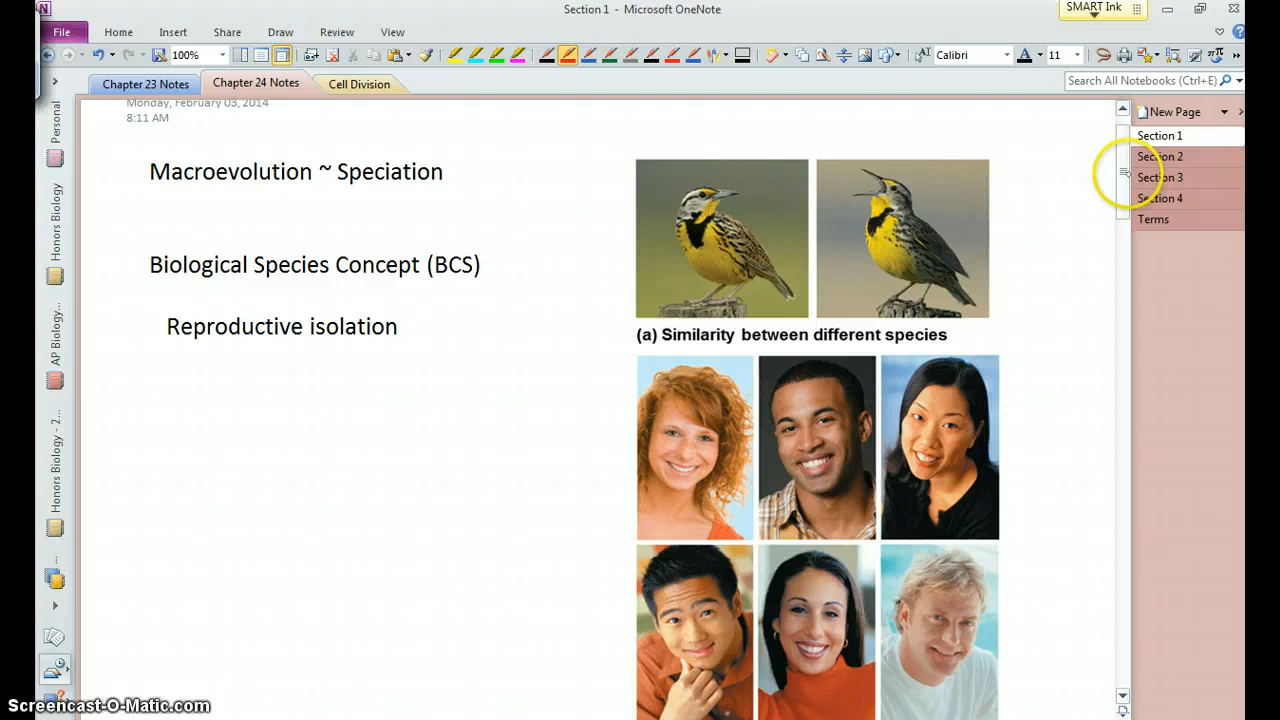 Section 1 - Microsoft OneNote
SMART Ink
File Home Insert Share Draw Review View
100% Calibri 11
Chapter 23 Notes Chapter 24 Notes Cell Division
Search All Notebooks (Ctrl+E)
Monday, February 03, 2014
8:11 AM
Macroevolution ~ Speciation
Biological Species Concept (BCS)
Reproductive isolation
(a) Similarity between different species
New Page
Section 1
Section 2
Section 3
Section 4
Terms
Personal
Honors Biology
AP Biology...
Honors Biology - 2...
Screencast-O-Matic.com